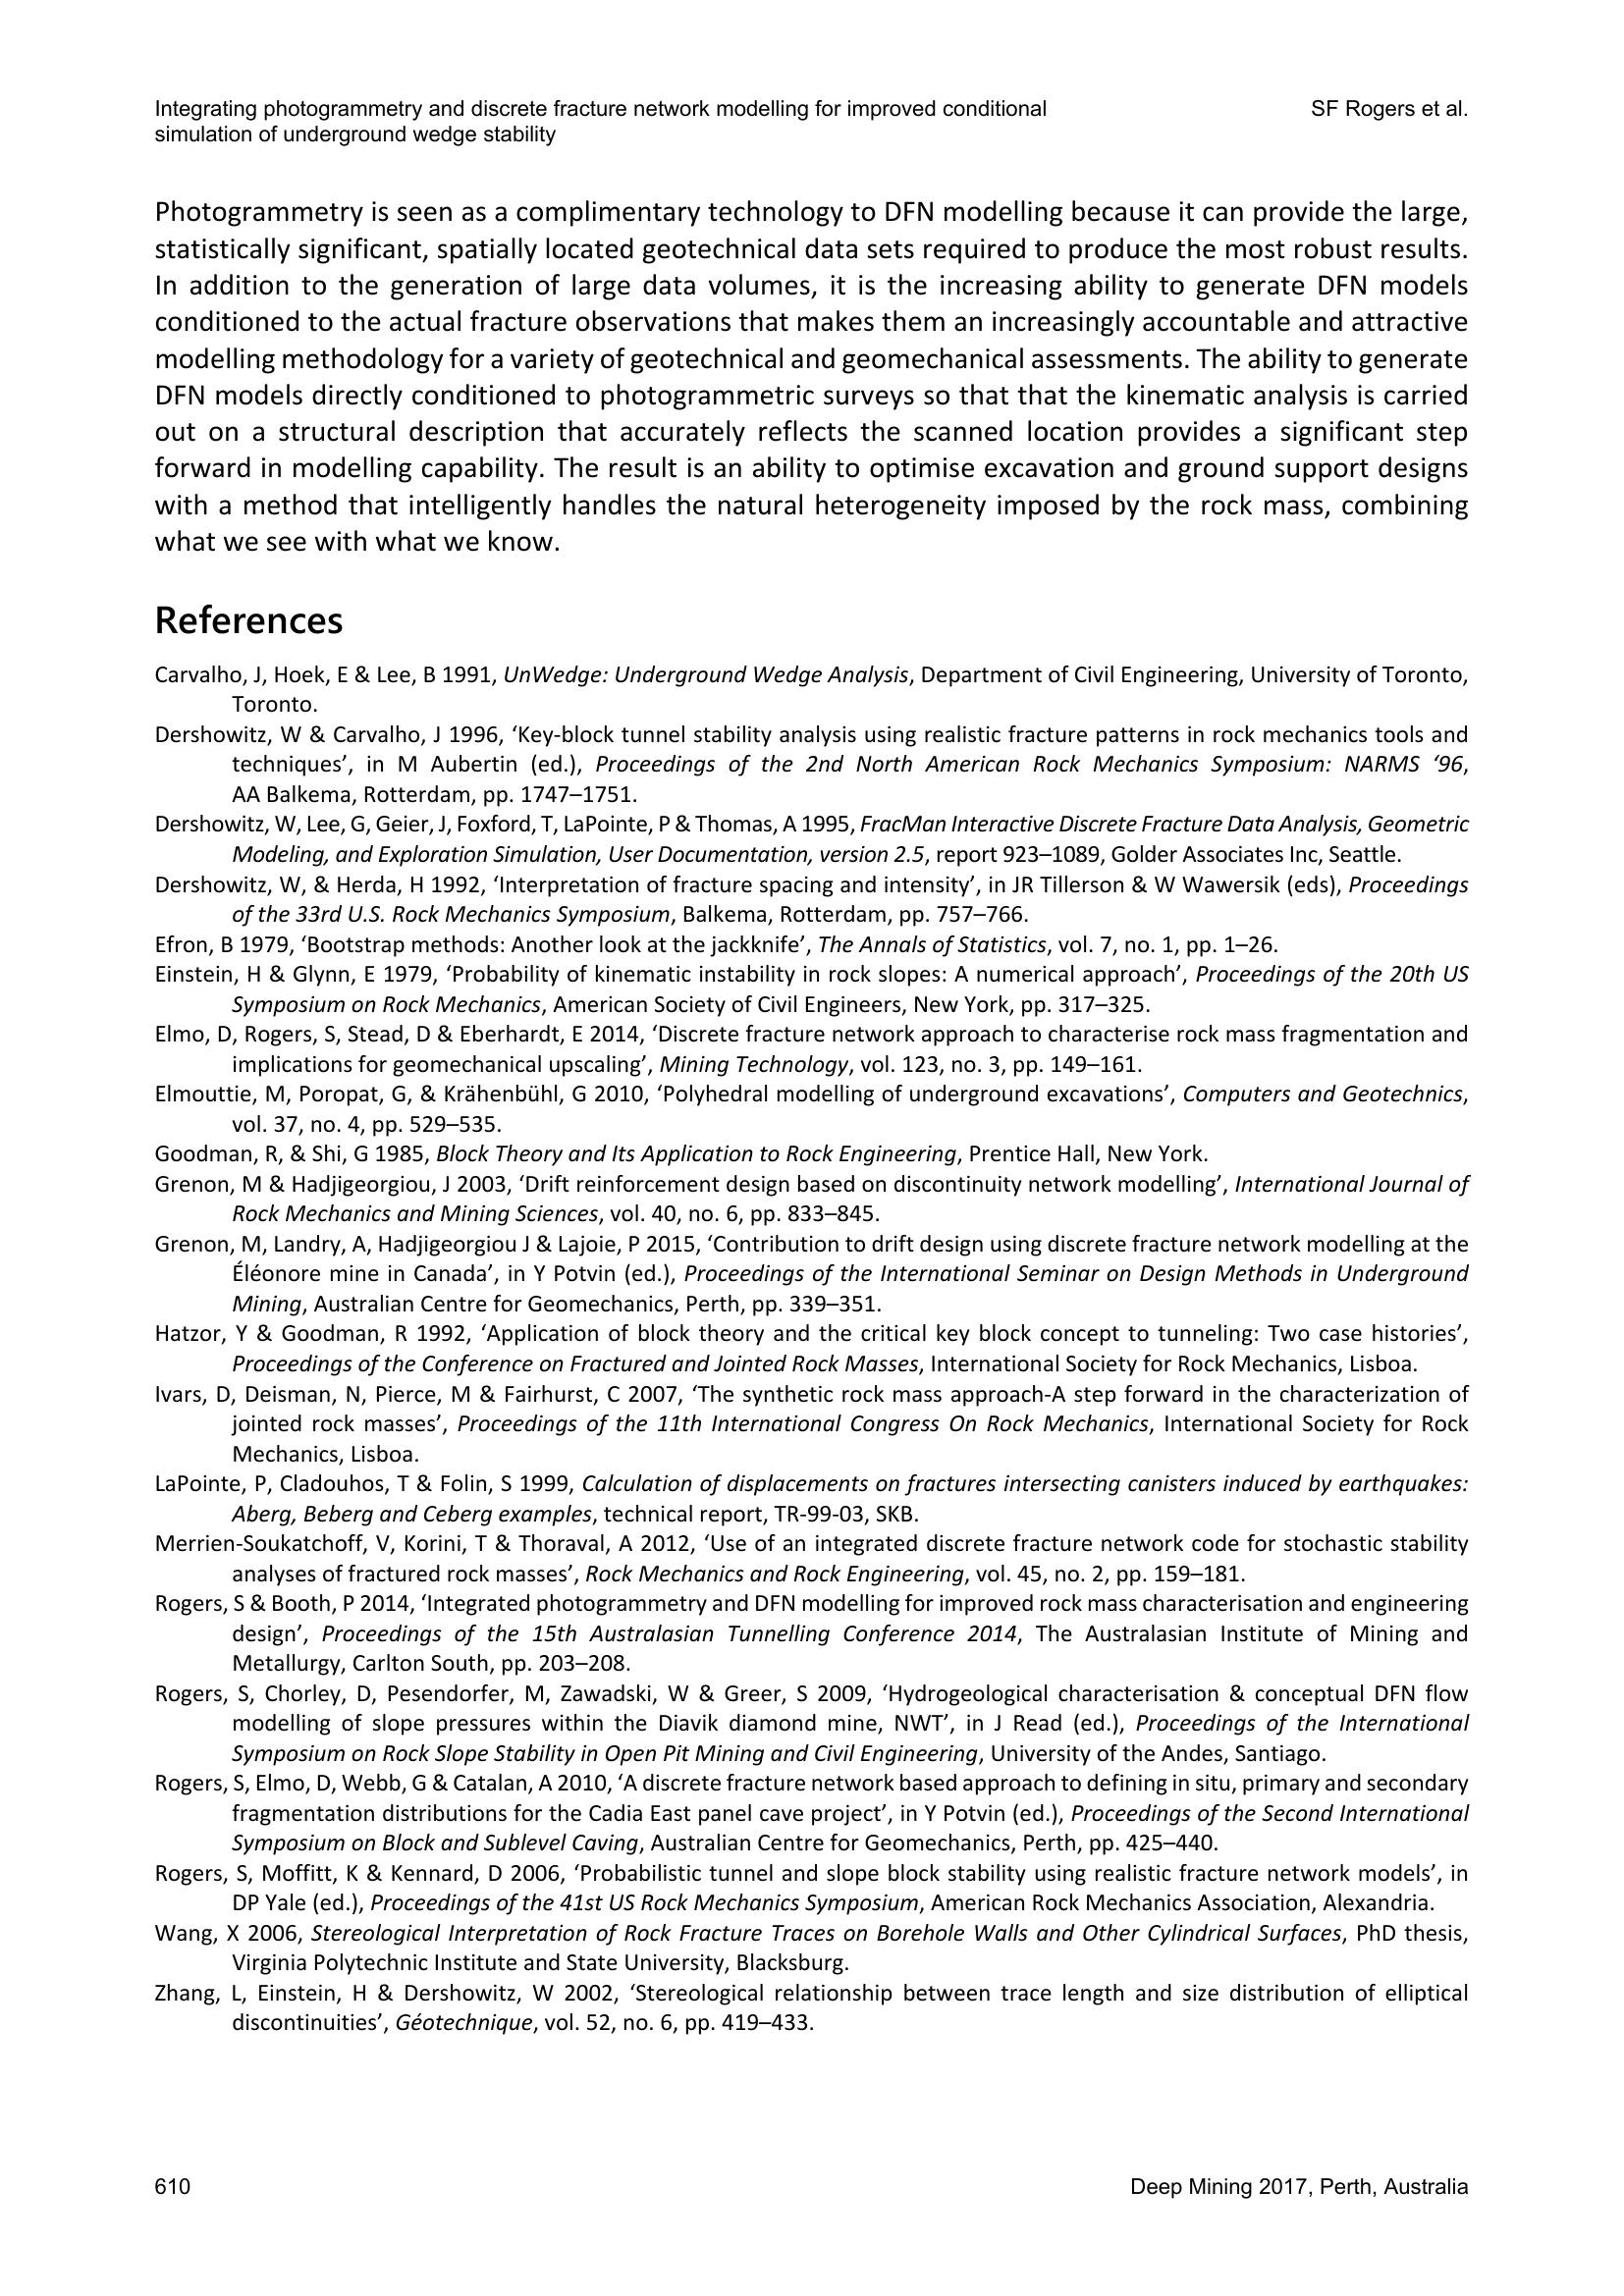 Integrating photogrammetry and discrete fracture network modelling for improved conditional
simulation of underground wedge stability
SF Rogers et al.
Photogrammetry is seen as a complimentary technology to DFN modelling because it can provide the large,
statistically significant, spatially located geotechnical data sets required to produce the most robust results.
In addition to the generation of large data volumes, it is the increasing ability to generate DFN models
conditioned to the actual fracture observations that makes them an increasingly accountable and attractive
modelling methodology for a variety of geotechnical and geomechanical assessments. The ability to generate
DFN models directly conditioned to photogrammetric surveys so that that the kinematic analysis is carried
out on a structural description that accurately reflects the scanned location provides a significant step
forward in modelling capability. The result is an ability to optimise excavation and ground support designs
with a method that intelligently handles the natural heterogeneity imposed by the rock mass, combining
what we see with what we know.
References
Carvalho, J, Hoek, E & Lee, B 1991, UnWedge: Underground Wedge Analysis, Department of Civil Engineering, University of Toronto,
Toronto.
Dershowitz, W & Carvalho, J 1996, ‘Key-block tunnel stability analysis using realistic fracture patterns in rock mechanics tools and
techniques’, in M Aubertin (ed.), Proceedings of the 2nd North American Rock Mechanics Symposium: NARMS ‘96,
AA Balkema, Rotterdam, pp. 1747–1751.
Dershowitz, W, Lee, G, Geier, J, Foxford, T, LaPointe, P & Thomas, A 1995, FracMan Interactive Discrete Fracture Data Analysis, Geometric
Modeling, and Exploration Simulation, User Documentation, version 2.5, report 923–1089, Golder Associates Inc, Seattle.
Dershowitz, W, & Herda, H 1992, ‘Interpretation of fracture spacing and intensity’, in JR Tillerson & W Wawersik (eds), Proceedings
of the 33rd U.S. Rock Mechanics Symposium, Balkema, Rotterdam, pp. 757–766.
Efron, B 1979, ‘Bootstrap methods: Another look at the jackknife’, The Annals of Statistics, vol. 7, no. 1, pp. 1–26.
Einstein, H & Glynn, E 1979, ‘Probability of kinematic instability in rock slopes: A numerical approach’, Proceedings of the 20th US
Symposium on Rock Mechanics, American Society of Civil Engineers, New York, pp. 317–325.
Elmo, D, Rogers, S, Stead, D & Eberhardt, E 2014, ‘Discrete fracture network approach to characterise rock mass fragmentation and
implications for geomechanical upscaling’, Mining Technology, vol. 123, no. 3, pp. 149–161.
Elmouttie, M, Poropat, G, & Krähenbühl, G 2010, ‘Polyhedral modelling of underground excavations’, Computers and Geotechnics,
vol. 37, no. 4, pp. 529–535.
Goodman, R, & Shi, G 1985, Block Theory and Its Application to Rock Engineering, Prentice Hall, New York.
Grenon, M & Hadjigeorgiou, J 2003, ‘Drift reinforcement design based on discontinuity network modelling’, International Journal of
Rock Mechanics and Mining Sciences, vol. 40, no. 6, pp. 833–845.
Grenon, M, Landry, A, Hadjigeorgiou J & Lajoie, P 2015, ‘Contribution to drift design using discrete fracture network modelling at the
Éléonore mine in Canada’, in Y Potvin (ed.), Proceedings of the International Seminar on Design Methods in Underground
Mining, Australian Centre for Geomechanics, Perth, pp. 339–351.
Hatzor, Y & Goodman, R 1992, ‘Application of block theory and the critical key block concept to tunneling: Two case histories’,
Proceedings of the Conference on Fractured and Jointed Rock Masses, International Society for Rock Mechanics, Lisboa.
Ivars, D, Deisman, N, Pierce, M & Fairhurst, C 2007, ‘The synthetic rock mass approach-A step forward in the characterization of
jointed rock masses’, Proceedings of the 11th International Congress On Rock Mechanics, International Society for Rock
Mechanics, Lisboa.
LaPointe, P, Cladouhos, T & Folin, S 1999, Calculation of displacements on fractures intersecting canisters induced by earthquakes:
Aberg, Beberg and Ceberg examples, technical report, TR-99-03, SKB.
Merrien-Soukatchoff, V, Korini, T & Thoraval, A 2012, ‘Use of an integrated discrete fracture network code for stochastic stability
analyses of fractured rock masses’, Rock Mechanics and Rock Engineering, vol. 45, no. 2, pp. 159–181.
Rogers, S & Booth, P 2014, ‘Integrated photogrammetry and DFN modelling for improved rock mass characterisation and engineering
design’, Proceedings of the 15th Australasian Tunnelling Conference 2014, The Australasian Institute of Mining and
Metallurgy, Carlton South, pp. 203–208.
Rogers, S, Chorley, D, Pesendorfer, M, Zawadski, W & Greer, S 2009, ‘Hydrogeological characterisation & conceptual DFN flow
modelling of slope pressures within the Diavik diamond mine, NWT’, in J Read (ed.), Proceedings of the International
Symposium on Rock Slope Stability in Open Pit Mining and Civil Engineering, University of the Andes, Santiago.
Rogers, S, Elmo, D, Webb, G & Catalan, A 2010, ‘A discrete fracture network based approach to defining in situ, primary and secondary
fragmentation distributions for the Cadia East panel cave project’, in Y Potvin (ed.), Proceedings of the Second International
Symposium on Block and Sublevel Caving, Australian Centre for Geomechanics, Perth, pp. 425–440.
Rogers, S, Moffitt, K & Kennard, D 2006, ‘Probabilistic tunnel and slope block stability using realistic fracture network models’, in
DP Yale (ed.), Proceedings of the 41st US Rock Mechanics Symposium, American Rock Mechanics Association, Alexandria.
Wang, X 2006, Stereological Interpretation of Rock Fracture Traces on Borehole Walls and Other Cylindrical Surfaces, PhD thesis,
Virginia Polytechnic Institute and State University, Blacksburg.
Zhang, L, Einstein, H & Dershowitz, W 2002, ‘Stereological relationship between trace length and size distribution of elliptical
discontinuities’, Géotechnique, vol. 52, no. 6, pp. 419–433.
610
Deep Mining 2017, Perth, Australia